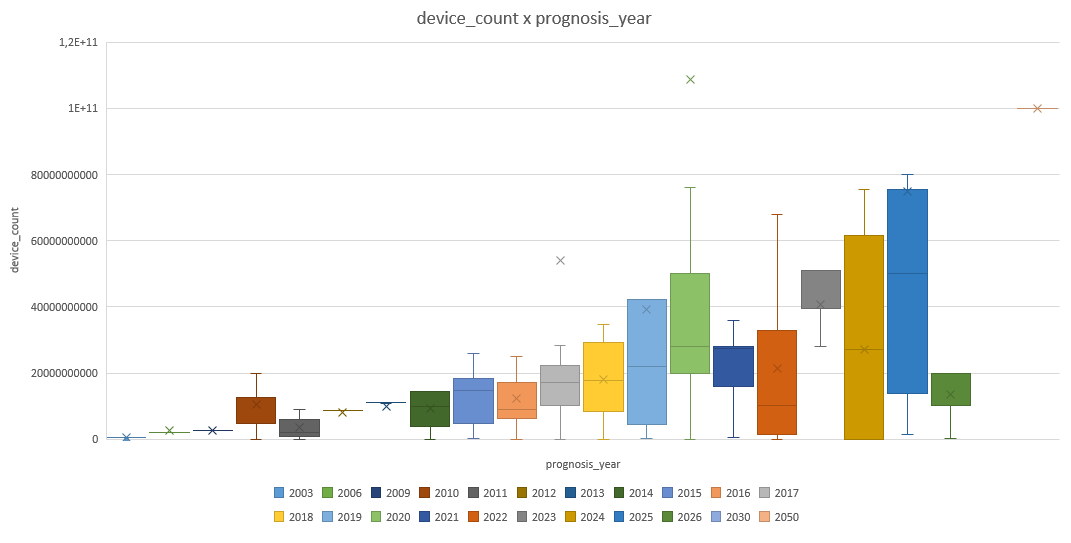 device_count x prognosis_year
1,2E+11
1E+11
80000000000
60000000000
40000000000
20000000000
0
device_count
prognosis_year
2003 2006 2009 2010 2011 2012 2013 2014 2015 2016 2017
2018 2019 2020 2021 2022 2023 2024 2025 2026 2030 2050